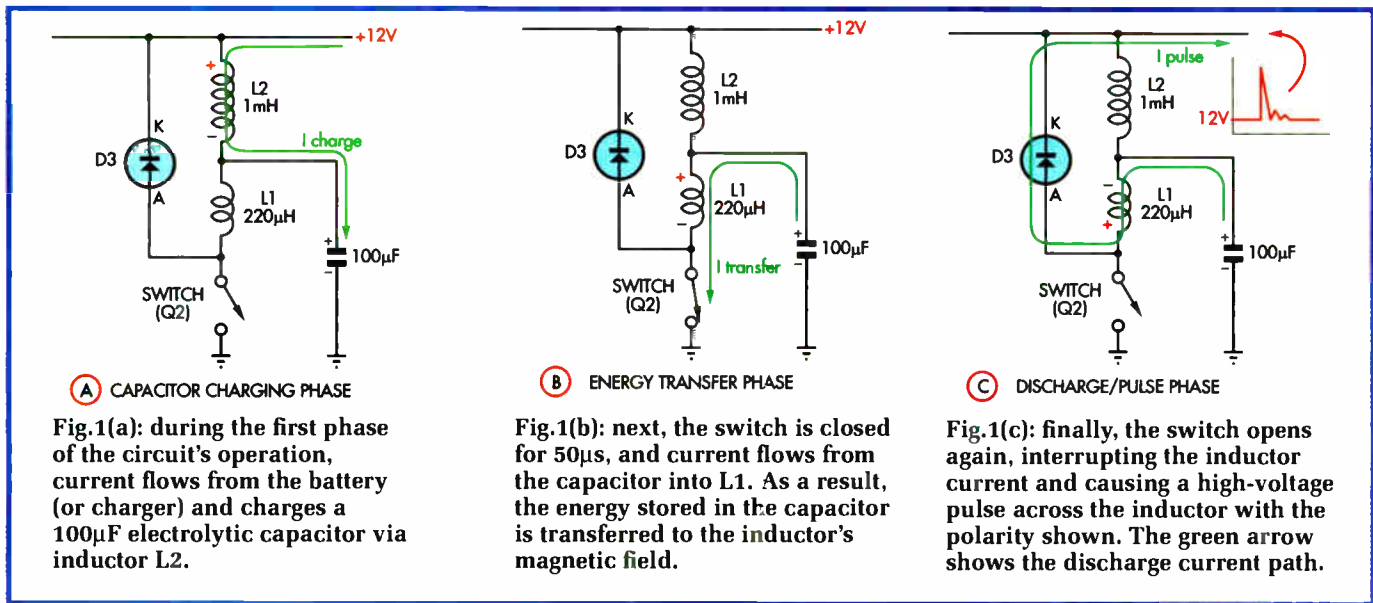 +12V
+
L2
1mH
−
I charge
K
D3
A
L1
220µH
+
100µF
−
SWITCH
(Q2)
A CAPACITOR CHARGING PHASE
Fig.1(a): during the first phase
of the circuit's operation,
current flows from the battery
(or charger) and charges a
100µF electrolytic capacitor via
inductor L2.
+12V
L2
1mH
K
D3
A
+
L1
220µH
−
+
100µF
−
I transfer
SWITCH
(Q2)
B ENERGY TRANSFER PHASE
Fig.1(b): next, the switch is closed
for 50µs, and current flows from
the capacitor into L1. As a result,
the energy stored in the capacitor
is transferred to the inductor's
magnetic field.
I pulse
L2
1mH
12V
K
D3
A
−
L1
220µH
+
+
100µF
−
SWITCH
(Q2)
C DISCHARGE/PULSE PHASE
Fig.1(c): finally, the switch opens
again, interrupting the inductor
current and causing a high-voltage
pulse across the inductor with the
polarity shown. The green arrow
shows the discharge current path.